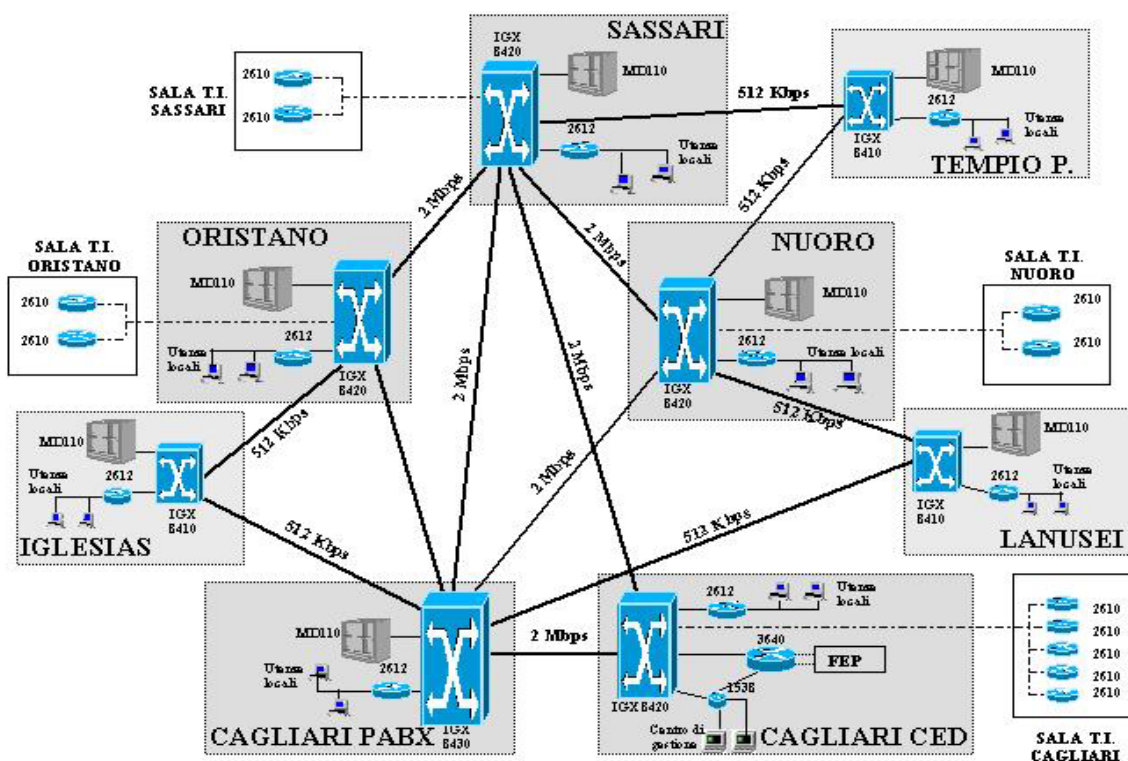 SASSARI
IGX
8420
MD110
2612
Utenza
locali
SALA T.I.
SASSARI
2610
2610
512 Kbps
MD110
2612
Utenza
locali
IGX
8410
TEMPIO P.
2 Mbps
512 Kbps
2 Mbps
SALA T.I.
ORISTANO
2610
2610
ORISTANO
MD110
2612
Utenza
locali
IGX
8420
NUORO
MD110
2612
Utenza
locali
IGX
8420
SALA T.I.
NUORO
2610
2610
2 Mbps
2 Mbps
512 Kbps
512 Kbps
2 Mbps
MD110
Utenza
locali
2612
IGX
8410
IGLESIAS
MD110
2612
Utenza
locali
IGX
8410
LANUSEI
512 Kbps
512 Kbps
MD110
2612
Utenza
locali
IGX
8430
CAGLIARI PABX
2 Mbps
2612
Utenza
locali
3640
FEP
1538
IGX 8420
Centro di
gestione
CAGLIARI CED
2610
2610
2610
2610
2610
SALA T.I.
CAGLIARI